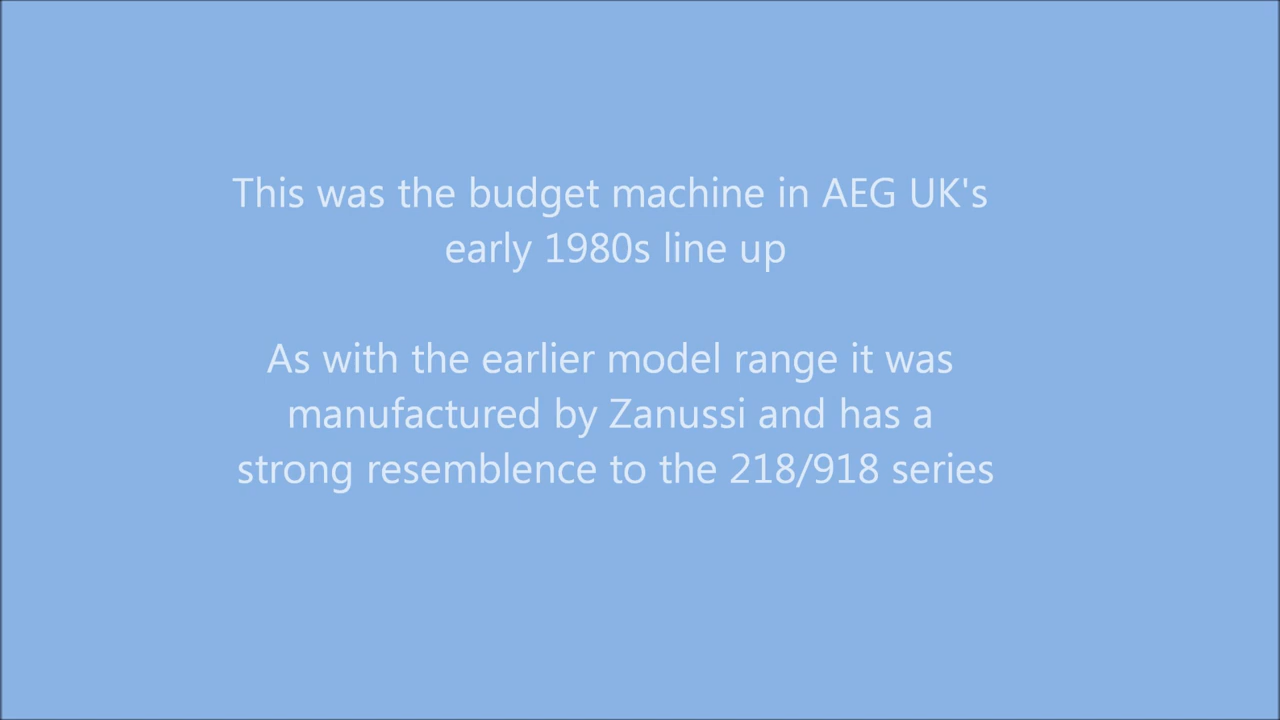 This was the budget machine in AEG UK's
early 1980s line up
As with the earlier model range it was
manufactured by Zanussi and has a
strong resemblence to the 218/918 series